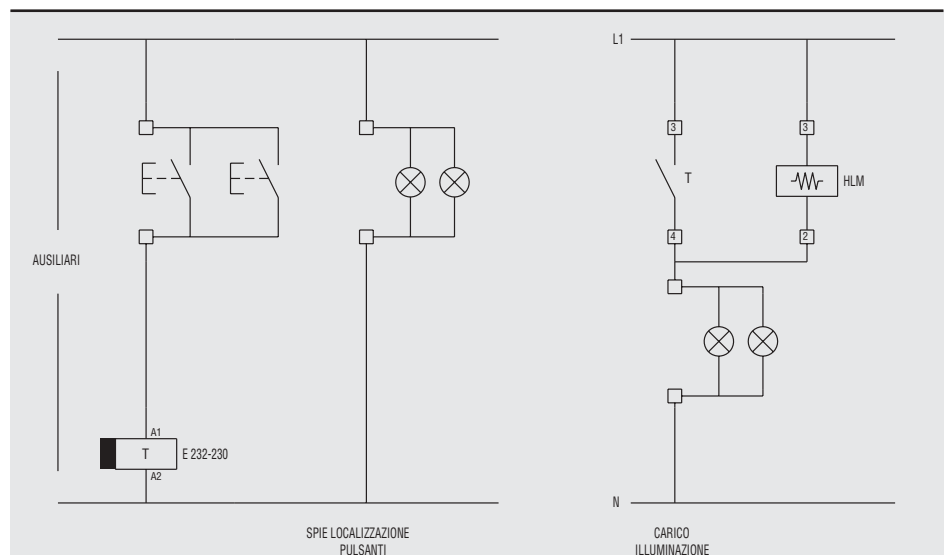 L1
3
3
T
HLM
4
2
AUSILIARI
A1
T
E 232-230
A2
N
SPIE LOCALIZZAZIONE
PULSANTI
CARICO
ILLUMINAZIONE